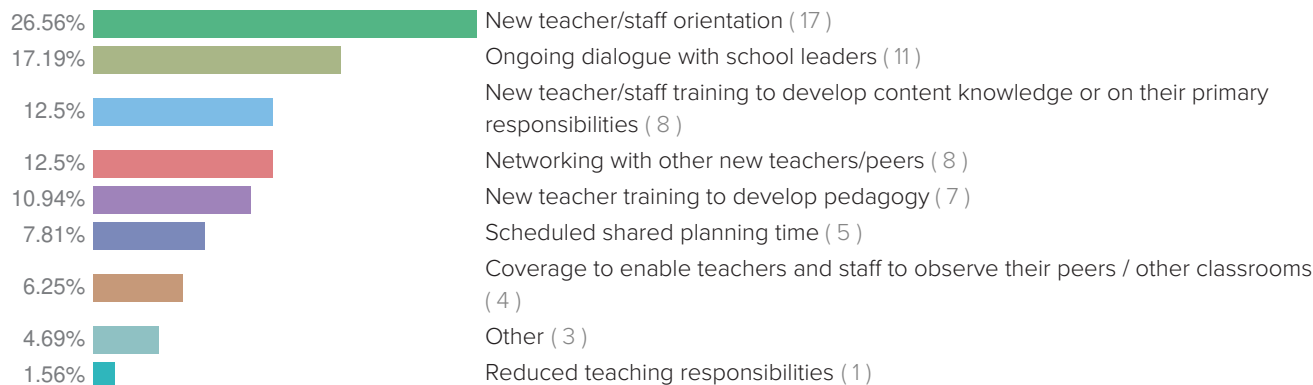 26.56% New teacher/staff orientation ( 17 )
17.19% Ongoing dialogue with school leaders ( 11 )
12.5% New teacher/staff training to develop content knowledge or on their primary
responsibilities ( 8 )
12.5% Networking with other new teachers/peers ( 8 )
10.94% New teacher training to develop pedagogy ( 7 )
7.81% Scheduled shared planning time ( 5 )
6.25% Coverage to enable teachers and staff to observe their peers / other classrooms
( 4 )
4.69% Other ( 3 )
1.56% Reduced teaching responsibilities ( 1 )